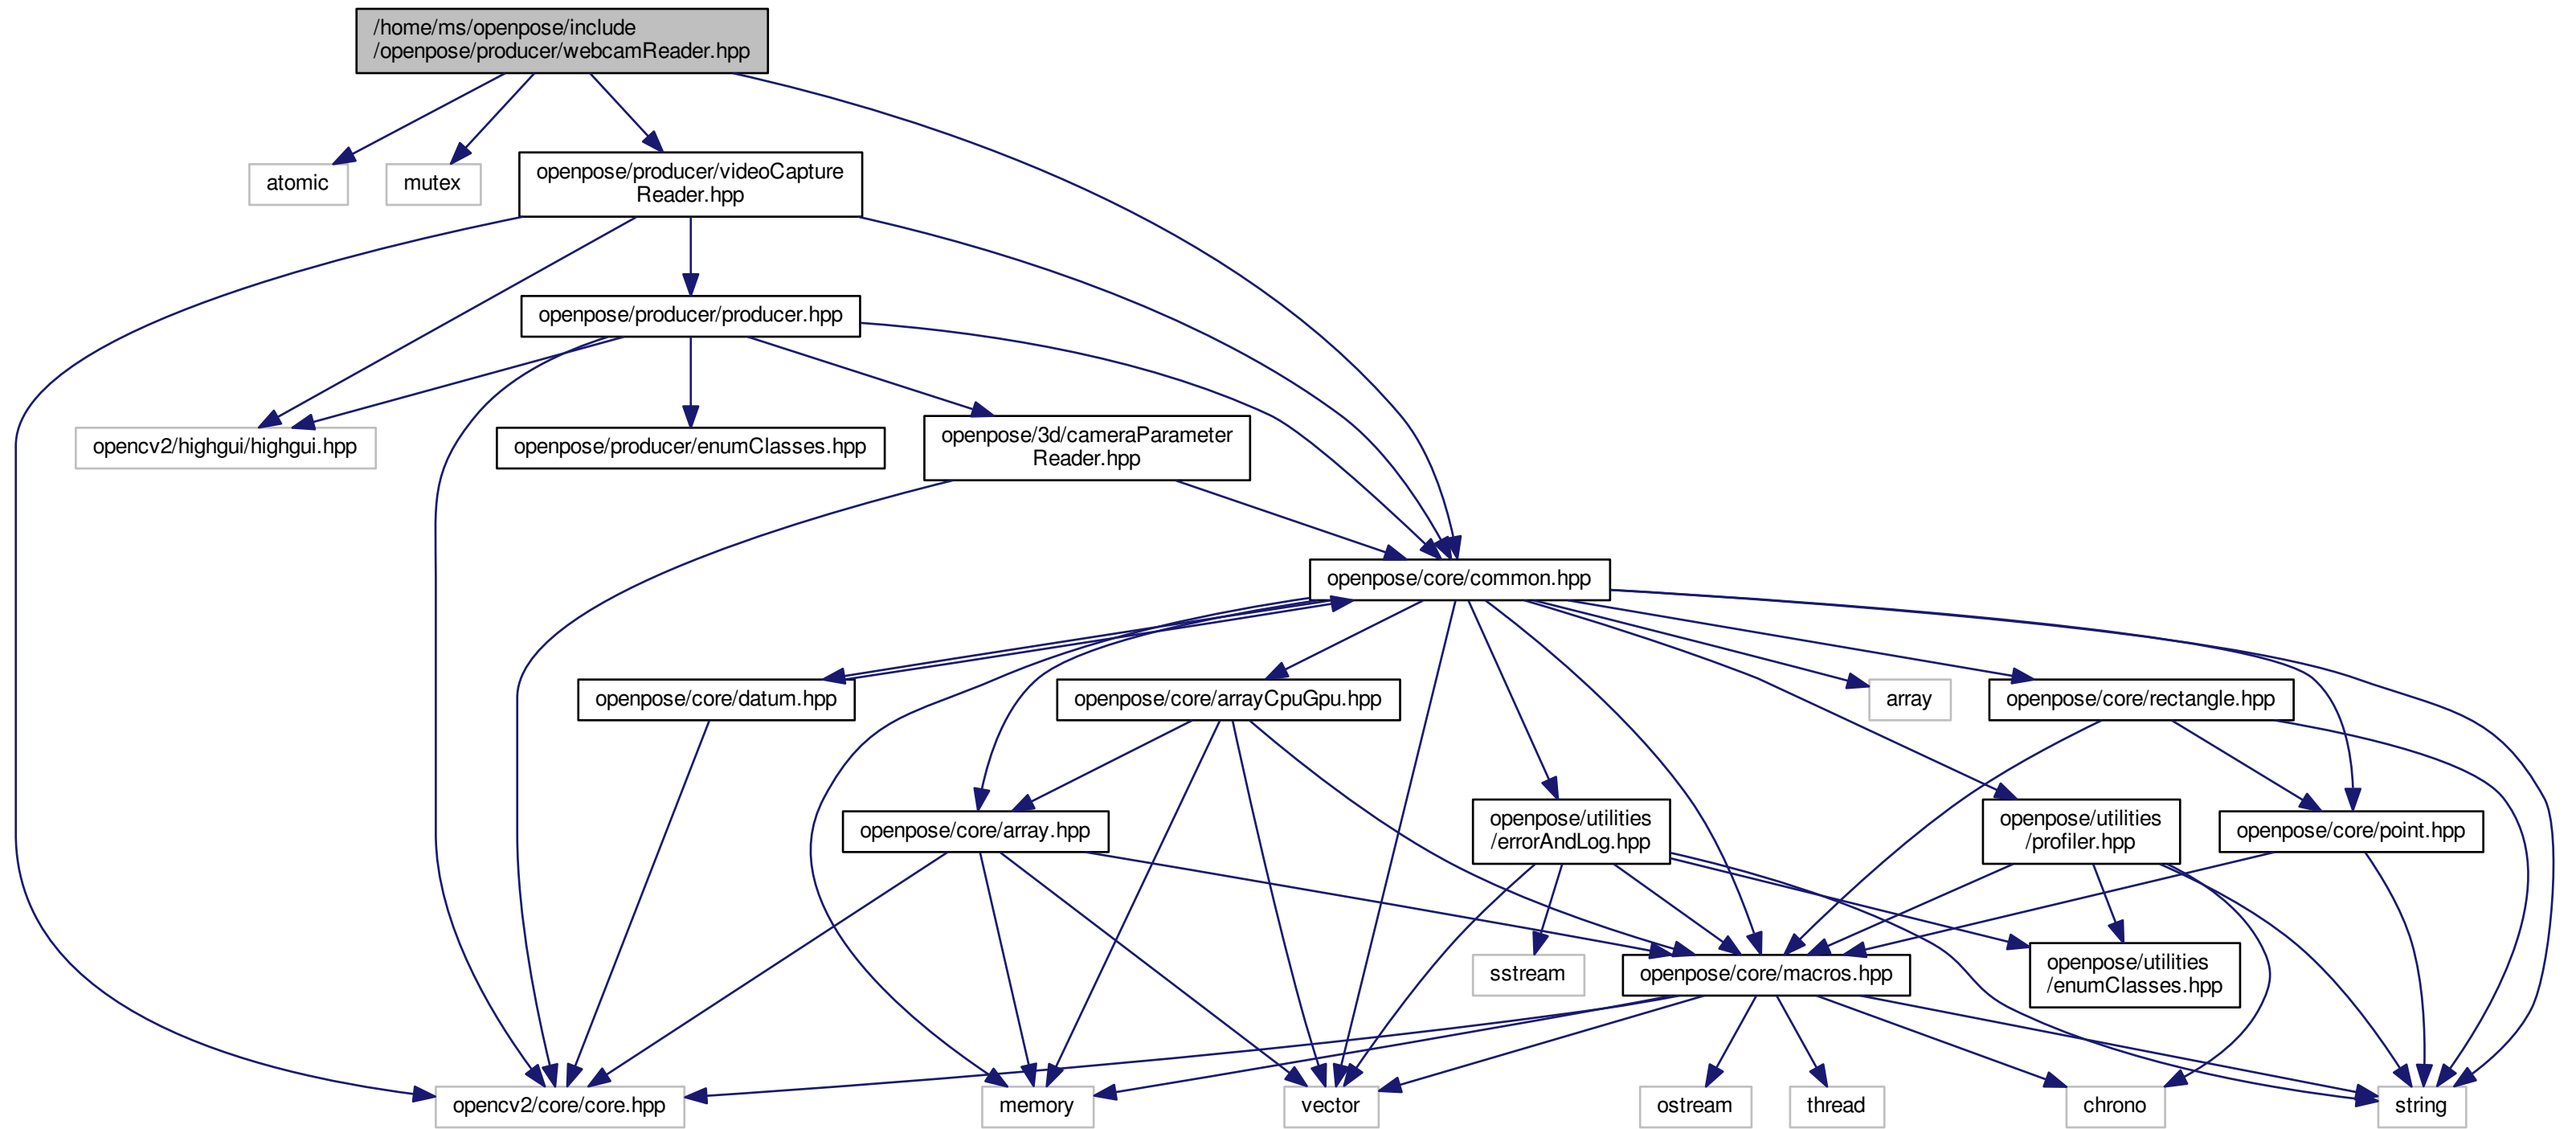 /home/ms/openpose/include
/openpose/producer/webcamReader.hpp
atomic
mutex
openpose/producer/videoCapture
Reader.hpp
openpose/producer/producer.hpp
opencv2/highgui/highgui.hpp
openpose/producer/enumClasses.hpp
openpose/3d/cameraParameter
Reader.hpp
openpose/core/common.hpp
openpose/core/datum.hpp
openpose/core/arrayCpuGpu.hpp
array
openpose/core/rectangle.hpp
openpose/core/array.hpp
openpose/utilities
/errorAndLog.hpp
openpose/utilities
/profiler.hpp
openpose/core/point.hpp
sstream
openpose/core/macros.hpp
openpose/utilities
/enumClasses.hpp
opencv2/core/core.hpp
memory
vector
ostream
thread
chrono
string